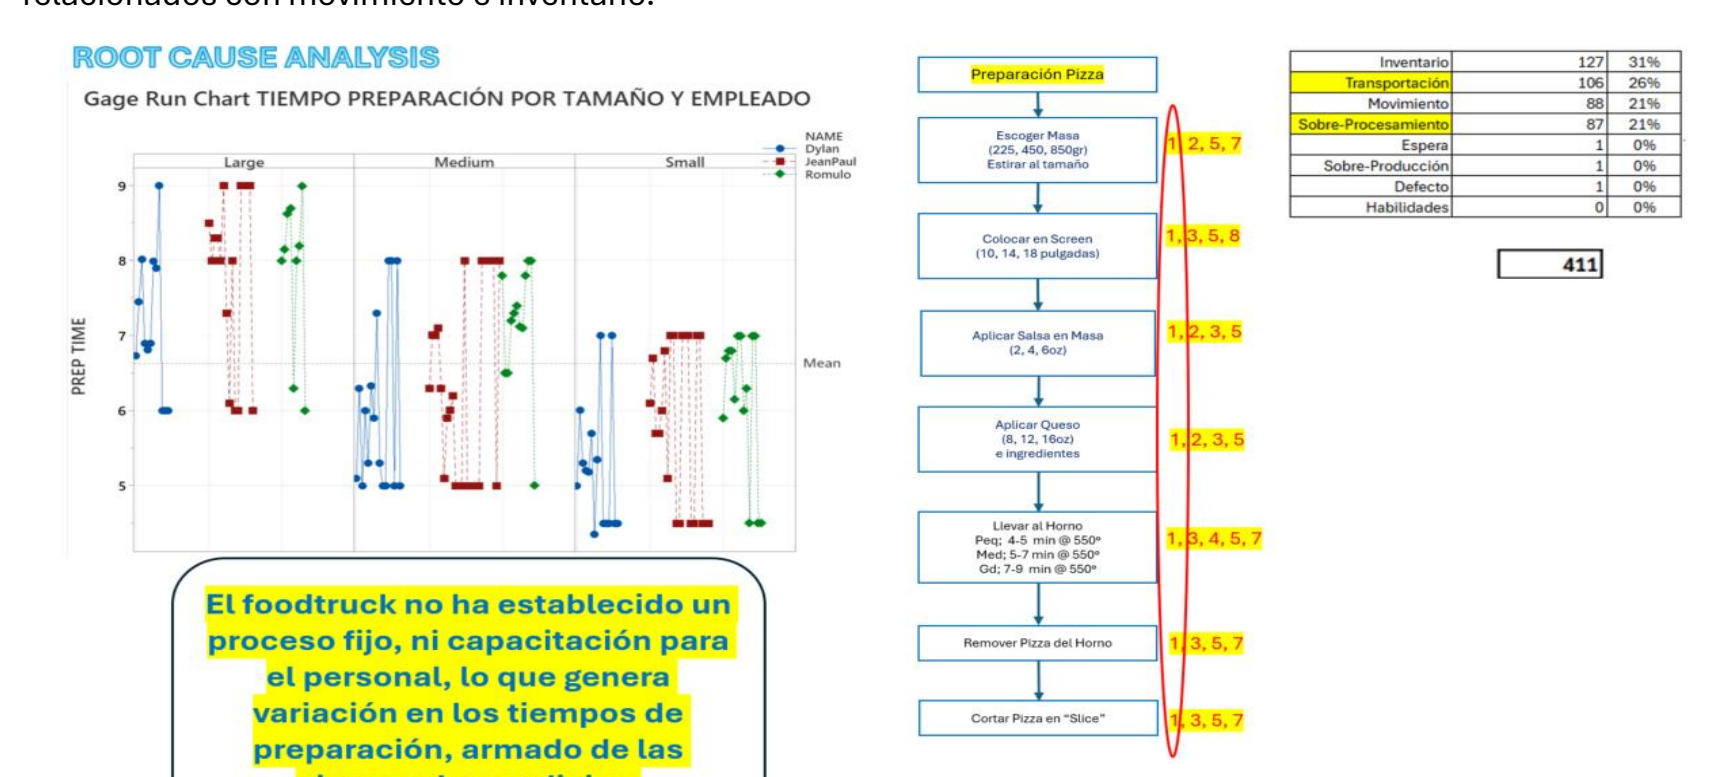 relacionados con movimiento e inventario.
ROOT CAUSE ANALYSIS
Gage Run Chart TIEMPO PREPARACIÓN POR TAMAÑO Y EMPLEADO
NAME
Dylan
JeanPaul
Romulo
Large Medium Small
9
8
7
6
5
PREP TIME
Mean
El foodtruck no ha establecido un
proceso fijo, ni capacitación para
el personal, lo que genera
variación en los tiempos de
preparación, armado de las
Preparación Pizza
Escoger Masa
(225, 450, 850gr)
Estirar al tamaño
1, 2, 5, 7
Colocar en Screen
(10, 14, 18 pulgadas)
1, 3, 5, 8
Aplicar Salsa en Masa
(2, 4, 6oz)
1, 2, 3, 5
Aplicar Queso
(8, 12, 16oz)
e ingredientes
1, 2, 3, 5
Llevar al Horno
Peq; 4-5 min @ 550°
Med; 5-7 min @ 550°
Gd; 7-9 min @ 550°
1, 3, 4, 5, 7
Remover Pizza del Horno
1, 3, 5, 7
Cortar Pizza en “Slice”
1, 3, 5, 7
Inventario 127 31%
Transportación 106 26%
Movimiento 88 21%
Sobre-Procesamiento 87 21%
Espera 1 0%
Sobre-Producción 1 0%
Defecto 1 0%
Habilidades 0 0%
411